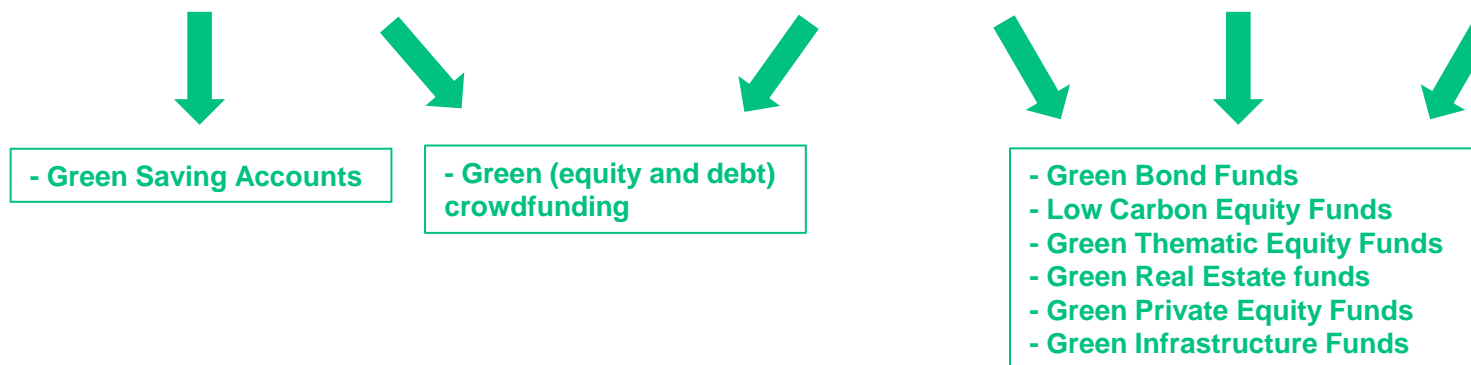 - Green Saving Accounts
- Green (equity and debt)
crowdfunding
- Green Bond Funds
- Low Carbon Equity Funds
- Green Thematic Equity Funds
- Green Real Estate funds
- Green Private Equity Funds
- Green Infrastructure Funds